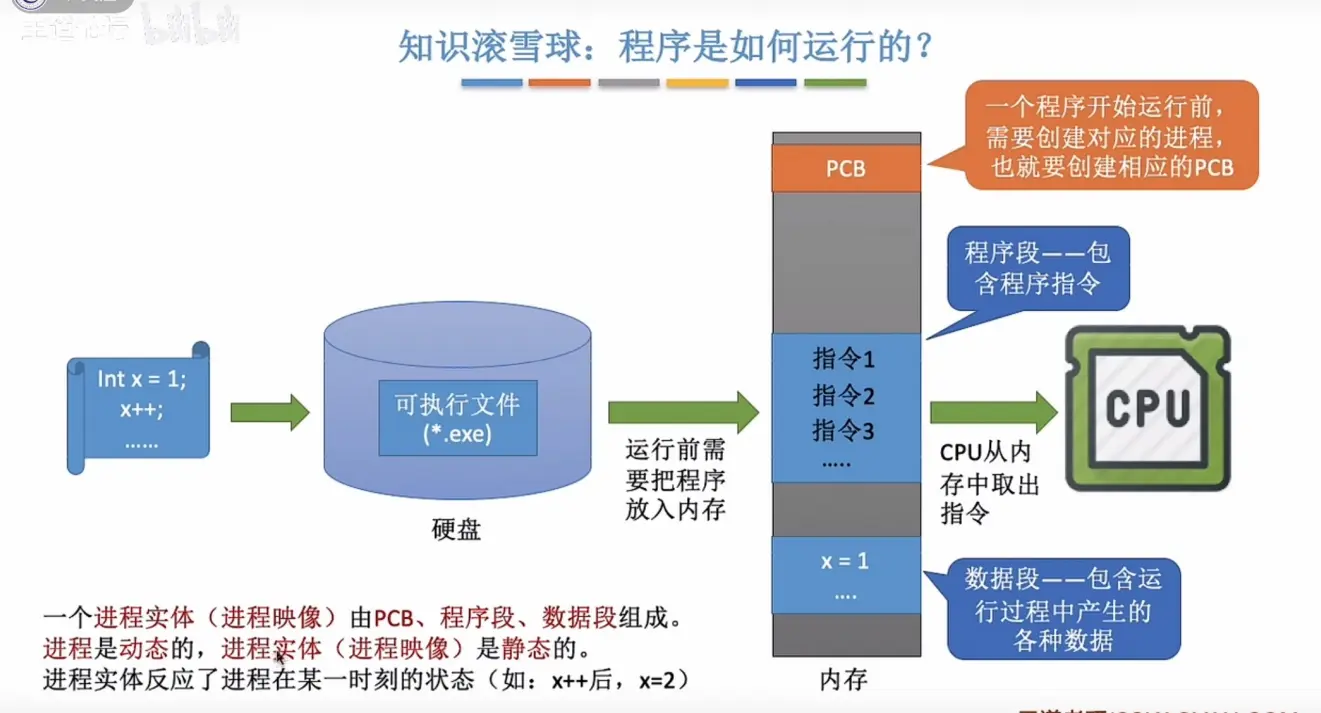 知识滚雪球：程序是如何运行的？
一个程序开始运行前，
需要创建对应的进程，
也就要创建相应的PCB
PCB
程序段——包
含程序指令
Int x = 1;
x++;
……
可执行文件
(*.exe)
硬盘
运行前需
要把程序
放入内存
指令1
指令2
指令3
…..
CPU从内
存中取出
指令
CPU
x = 1
….
数据段——包含运
行过程中产生的
各种数据
内存
一个进程实体（进程映像）由PCB、程序段、数据段组成。
进程是动态的，进程实体（进程映像）是静态的。
进程实体反应了进程在某一时刻的状态（如：x++后，x=2）